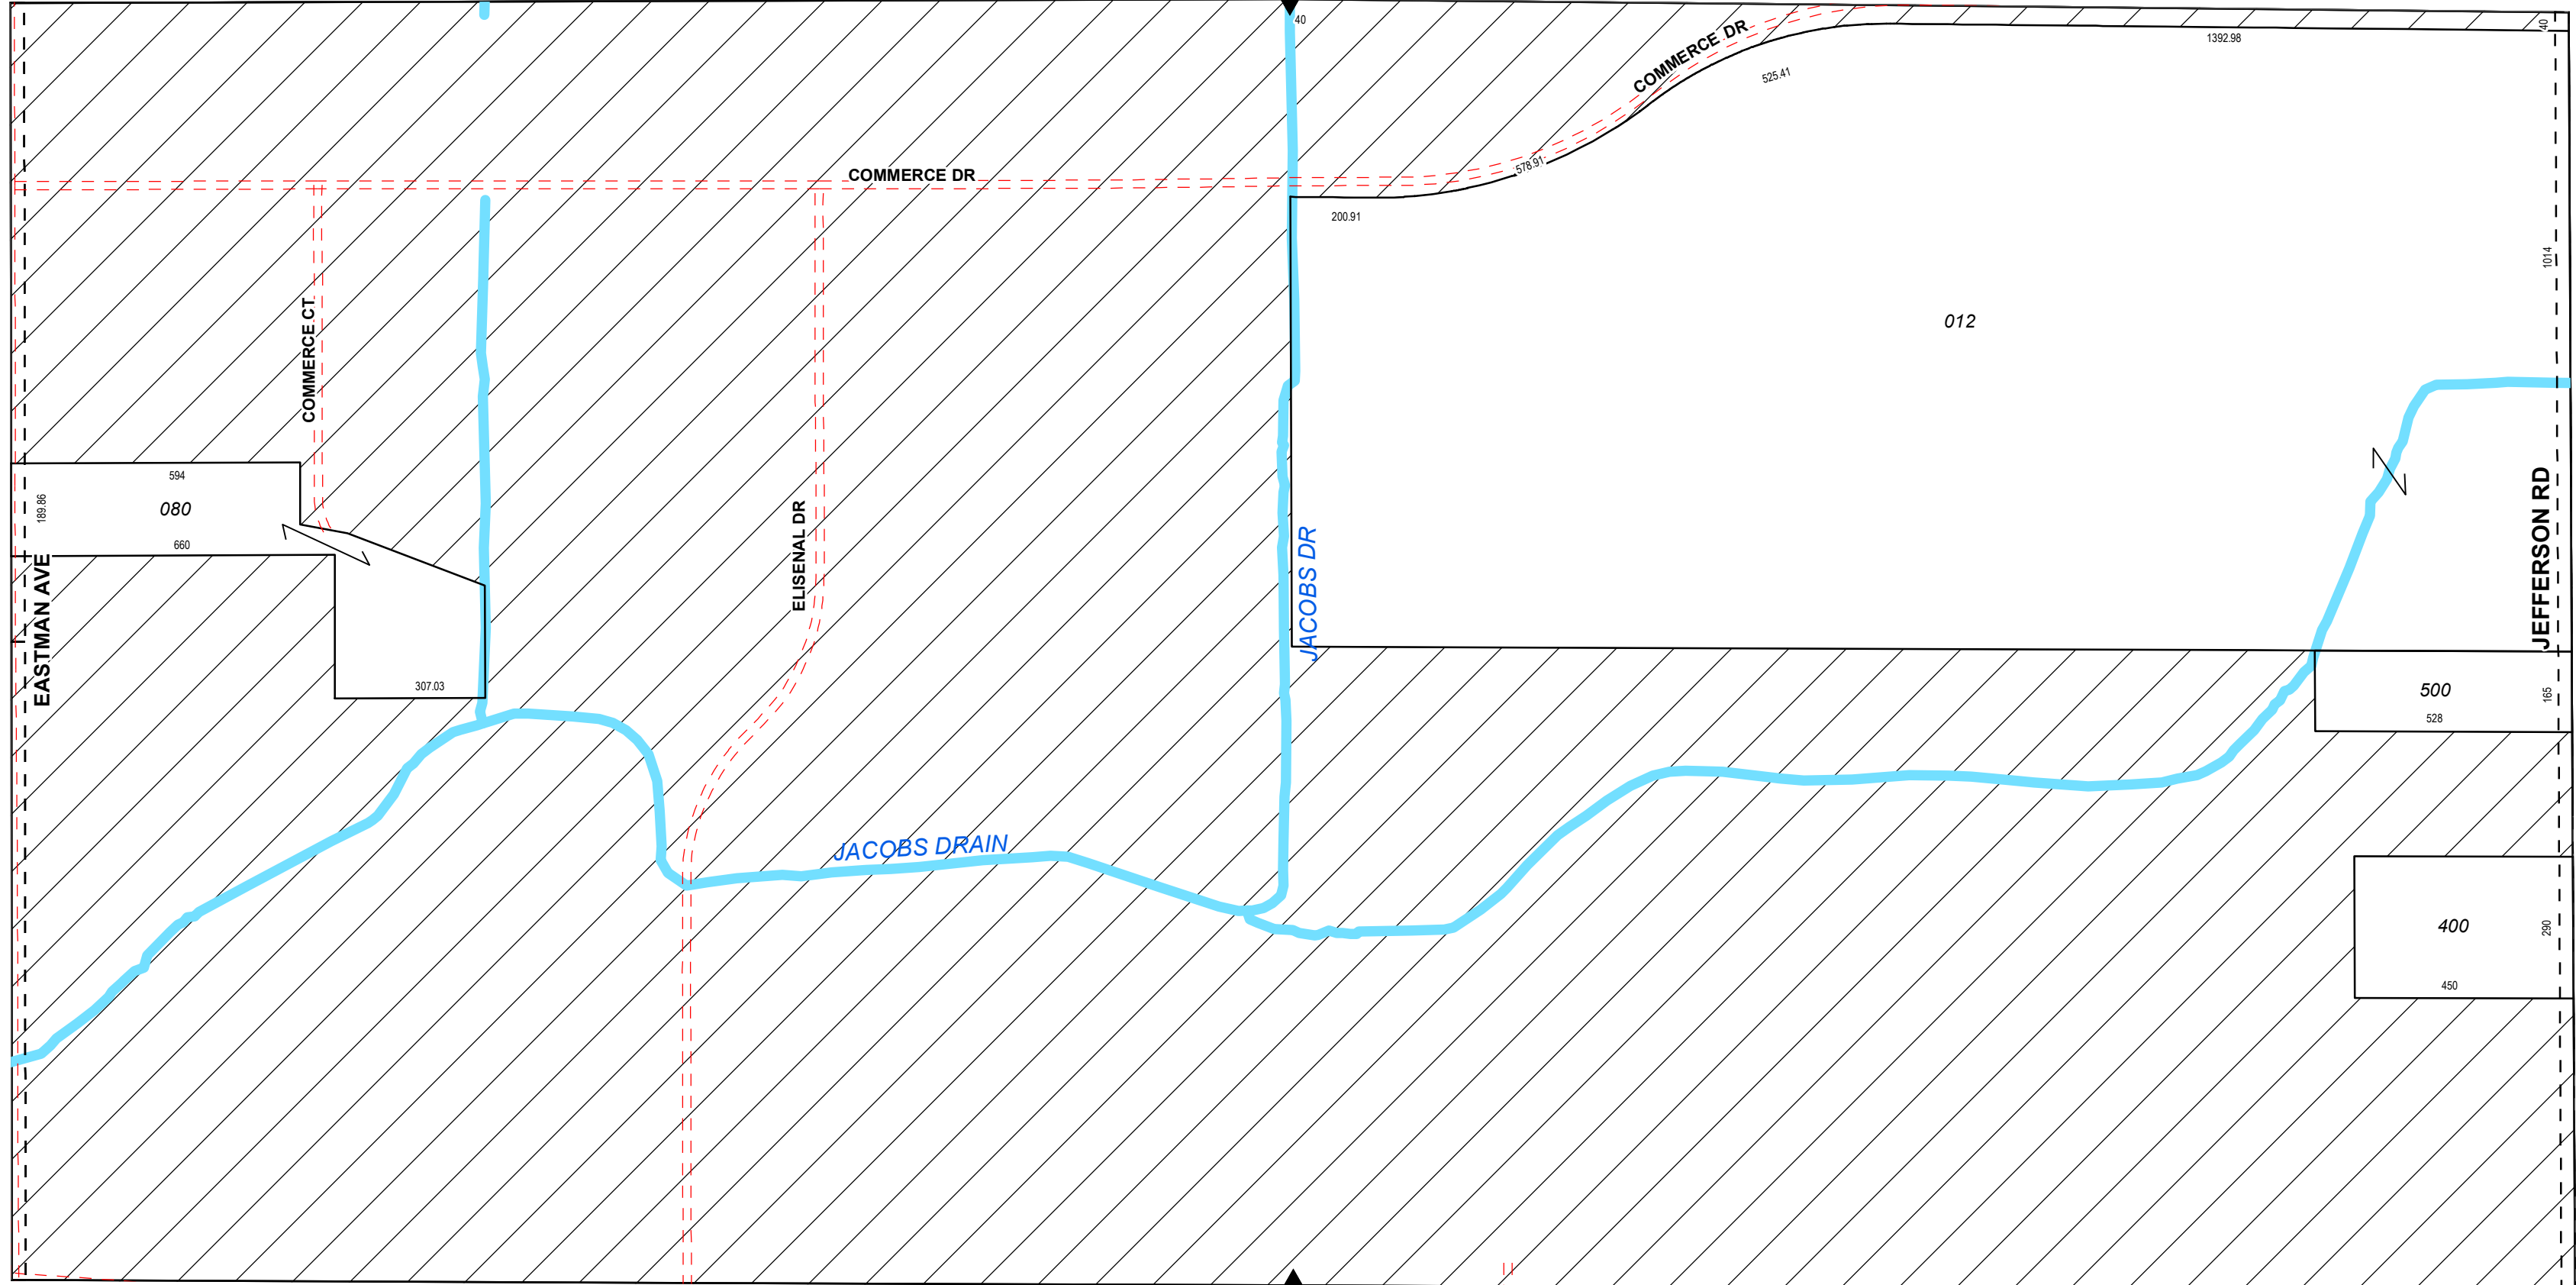 40
COMMERCE DR
40
1392.98
525.41
578.91
COMMERCE DR
200.91
1014
012
COMMERCE CT
594
080
189.86
660
EASTMAN AVE
ELISENAL DR
JACOBS DR
JEFFERSON RD
307.03
500
165
528
JACOBS DRAIN
400
290
450